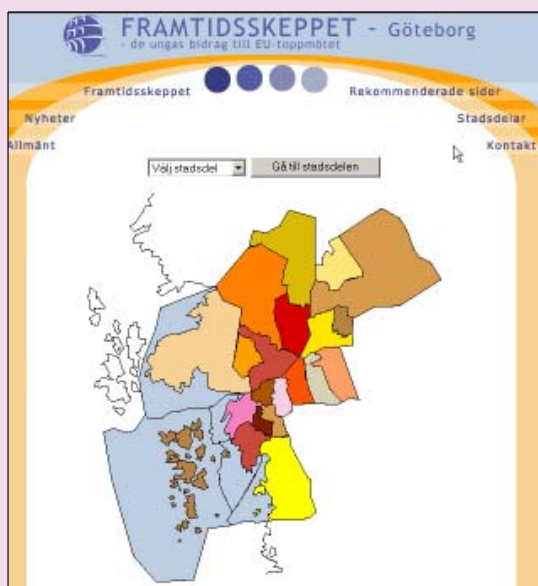 FRAMTIDSSKEPPET - Göteborg
- de ungas bidrag till EU-toppmötet
Framtidsskeppet
Rekommenderade sidor
Nyheter
Stadsdelar
Allmänt
Kontakt
Välj stadsdel
Gå till stadsdelen